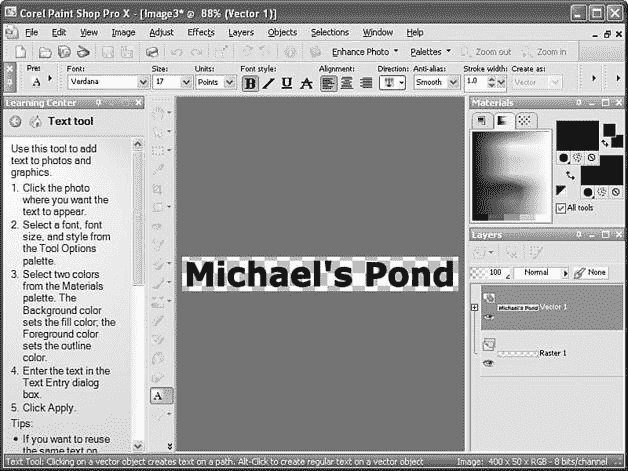 Corel Paint Shop Pro X - [Image3* @ 88% (Vector 1)]
File Edit View Image Adjust Effects Layers Objects Selections Window Help
Enhance Photo Palettes Zoom out Zoom in
Pre: Font: Size: Units: Font style: Alignment: Direction: Anti-alias: Stroke width: Create as:
A Verdana 17 Points B I U A Smooth 1.0 Vector
Learning Center
Text tool
Use this tool to add
text to photos and
graphics.
1. Click the photo
where you want the
text to appear.
2. Select a font, font
size, and style from
the Tool Options
palette.
3. Select two colors
from the Materials
palette. The
Background color
sets the fill color; the
Foreground color
sets the outline
color.
4. Enter the text in the
Text Entry dialog
box.
5. Click Apply.
Tips:
• If you want to reuse
the same text on
A
Michael's Pond
Materials
All tools
Layers
100 Normal None
Michael's Pond Vector 1
Raster 1
Text Tool: Clicking on a vector object creates text on a path. Alt-Click to create regular text on a vector object.
Image: 400 x 50 x RGB - 8 bits/channel